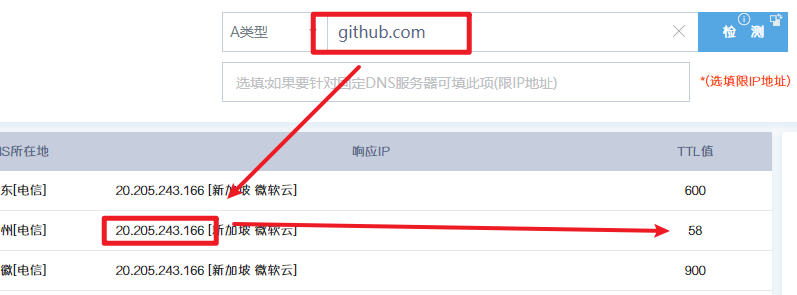 A类型 github.com 检 测
选填:如果要针对固定DNS服务器可填此项(限IP地址) *(选填限IP地址)
S所在地 响应IP TTL值
东[电信] 20.205.243.166 [新加坡 微软云] 600
州[电信] 20.205.243.166 [新加坡 微软云] 58
徽[电信] 20.205.243.166 [新加坡 微软云] 900